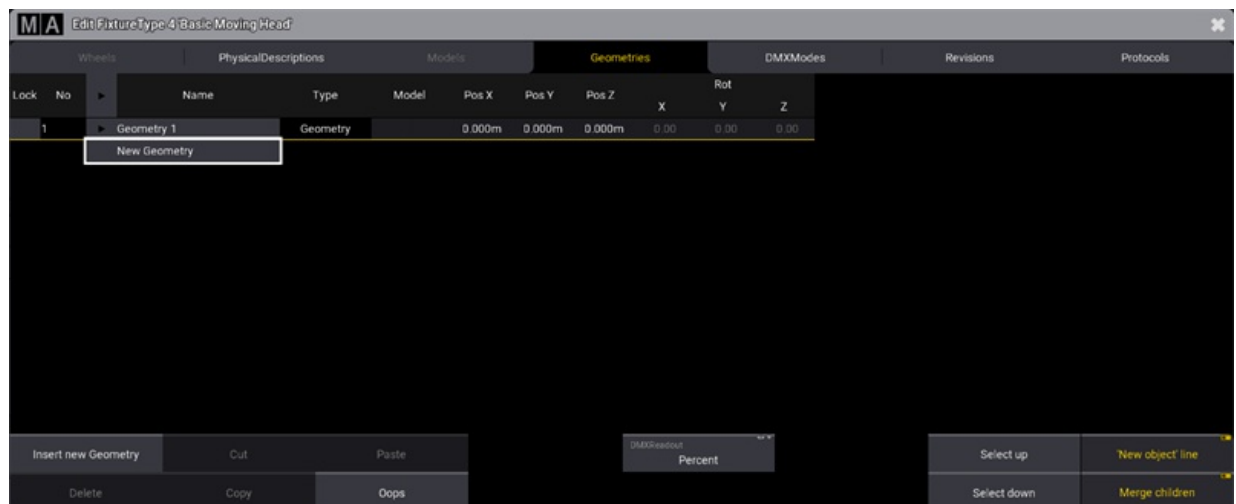 MA Edit FixtureType 4 'Basic Moving Head'
Wheels PhysicalDescriptions Models Geometries DMXModes Revisions Protocols
Rot
Lock No Name Type Model Pos X Pos Y Pos Z
X Y Z
1 Geometry 1 Geometry 0.000m 0.000m 0.000m 0.00 0.00 0.00
New Geometry
DMXReadout
Insert new Geometry Cut Paste Percent Select up 'New object' line
Delete Copy Oops Select down Merge children